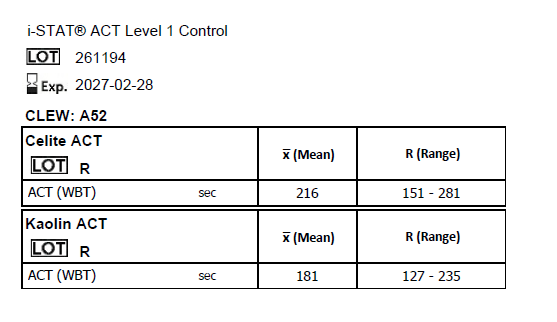 i-STAT® ACT Level 1 Control
LOT 261194
Exp. 2027-02-28
CLEW: A52
Celite ACT
LOT R
x̅ (Mean) R (Range)
ACT (WBT) sec 216 151 - 281
Kaolin ACT
LOT R
x̅ (Mean) R (Range)
ACT (WBT) sec 181 127 - 235